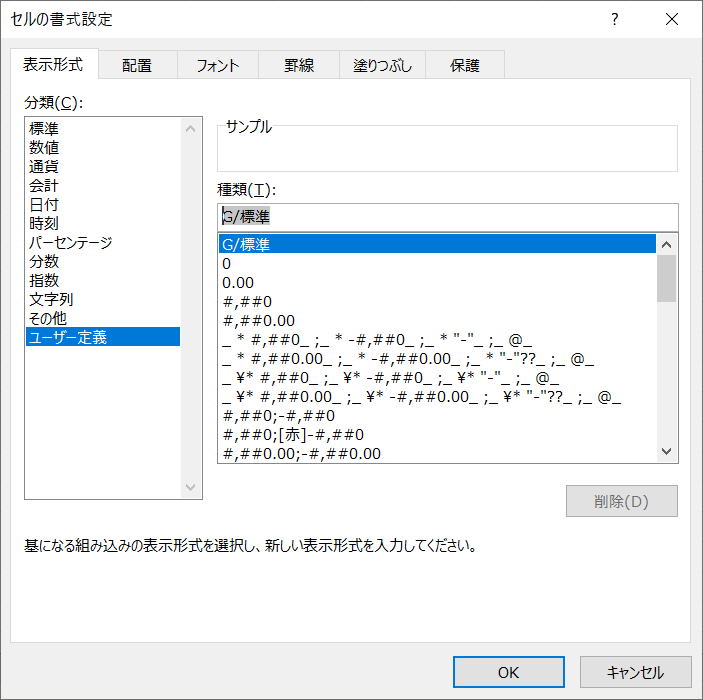 セルの書式設定
?
表示形式 配置 フォント 罫線 塗りつぶし 保護
分類(C):
標準
数値
通貨
会計
日付
時刻
パーセンテージ
分数
指数
文字列
その他
ユーザー定義
サンプル
種類(T):
G/標準
G/標準
0
0.00
#,##0
#,##0.00
_ * #,##0_ ;_ * -#,##0_ ;_ * "-"_ ;_ @_
_ * #,##0.00_ ;_ * -#,##0.00_ ;_ * "-"??_ ;_ @_
_ ¥* #,##0_ ;_ ¥* -#,##0_ ;_ ¥* "-"_ ;_ @_
_ ¥* #,##0.00_ ;_ ¥* -#,##0.00_ ;_ ¥* "-"??_ ;_ @_
#,##0;-#,##0
#,##0;[赤]-#,##0
#,##0.00;-#,##0.00
削除(D)
基になる組み込みの表示形式を選択し、新しい表示形式を入力してください。
OK キャンセル